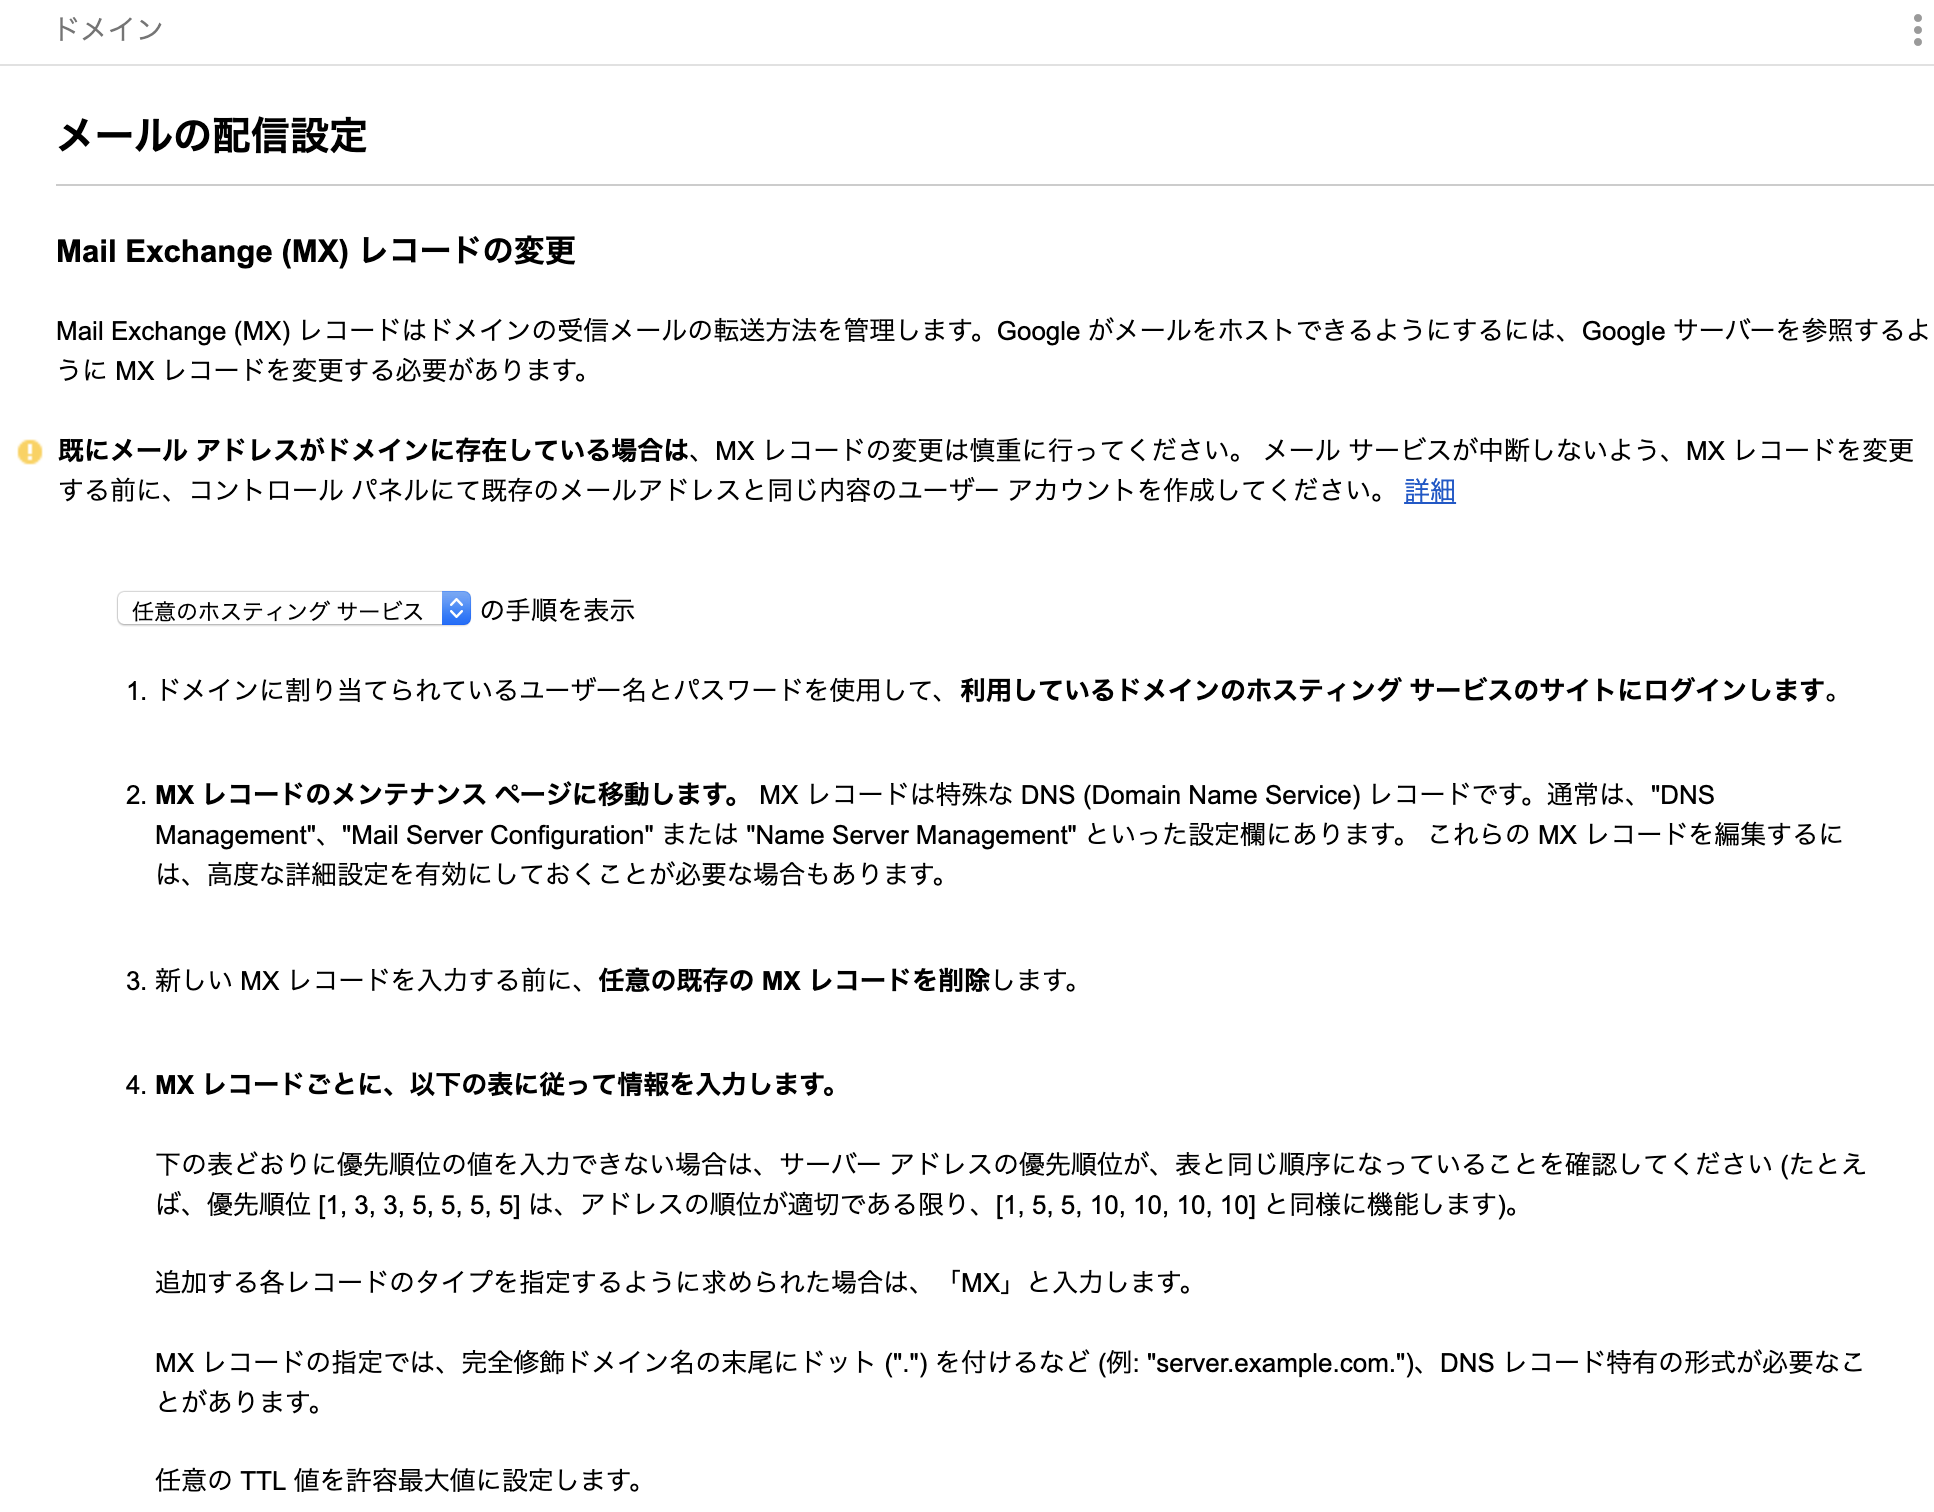 ドメイン
メールの配信設定
Mail Exchange (MX) レコードの変更
Mail Exchange (MX) レコードはドメインの受信メールの転送方法を管理します。Google がメールをホストできるようにするには、Google サーバーを参照するよ
うに MX レコードを変更する必要があります。
既にメール アドレスがドメインに存在している場合は、MX レコードの変更は慎重に行ってください。 メール サービスが中断しないよう、MX レコードを変更
する前に、コントロール パネルにて既存のメールアドレスと同じ内容のユーザー アカウントを作成してください。 詳細
任意のホスティング サービス の手順を表示
1. ドメインに割り当てられているユーザー名とパスワードを使用して、利用しているドメインのホスティング サービスのサイトにログインします。
2. MX レコードのメンテナンス ページに移動します。 MX レコードは特殊な DNS (Domain Name Service) レコードです。通常は、"DNS
Management"、"Mail Server Configuration" または "Name Server Management" といった設定欄にあります。 これらの MX レコードを編集するに
は、高度な詳細設定を有効にしておくことが必要な場合もあります。
3. 新しい MX レコードを入力する前に、任意の既存の MX レコードを削除します。
4. MX レコードごとに、以下の表に従って情報を入力します。
下の表どおりに優先順位の値を入力できない場合は、サーバー アドレスの優先順位が、表と同じ順序になっていることを確認してください (たとえ
ば、優先順位 [1, 3, 3, 5, 5, 5, 5] は、アドレスの順位が適切である限り、[1, 5, 5, 10, 10, 10, 10] と同様に機能します)。
追加する各レコードのタイプを指定するように求められた場合は、「MX」と入力します。
MX レコードの指定では、完全修飾ドメイン名の末尾にドット (".") を付けるなど (例: "server.example.com.")、DNS レコード特有の形式が必要なこ
とがあります。
任意の TTL 値を許容最大値に設定します。